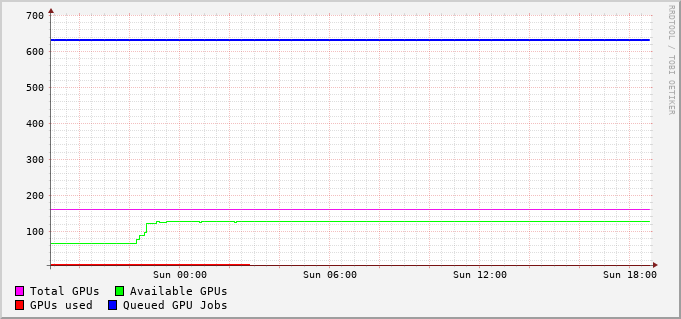 700
600
500
400
300
200
100
Sun 00:00 Sun 06:00 Sun 12:00 Sun 18:00
Total GPUs Available GPUs
GPUs used Queued GPU Jobs
RRDTOOL / TOBI OETIKER